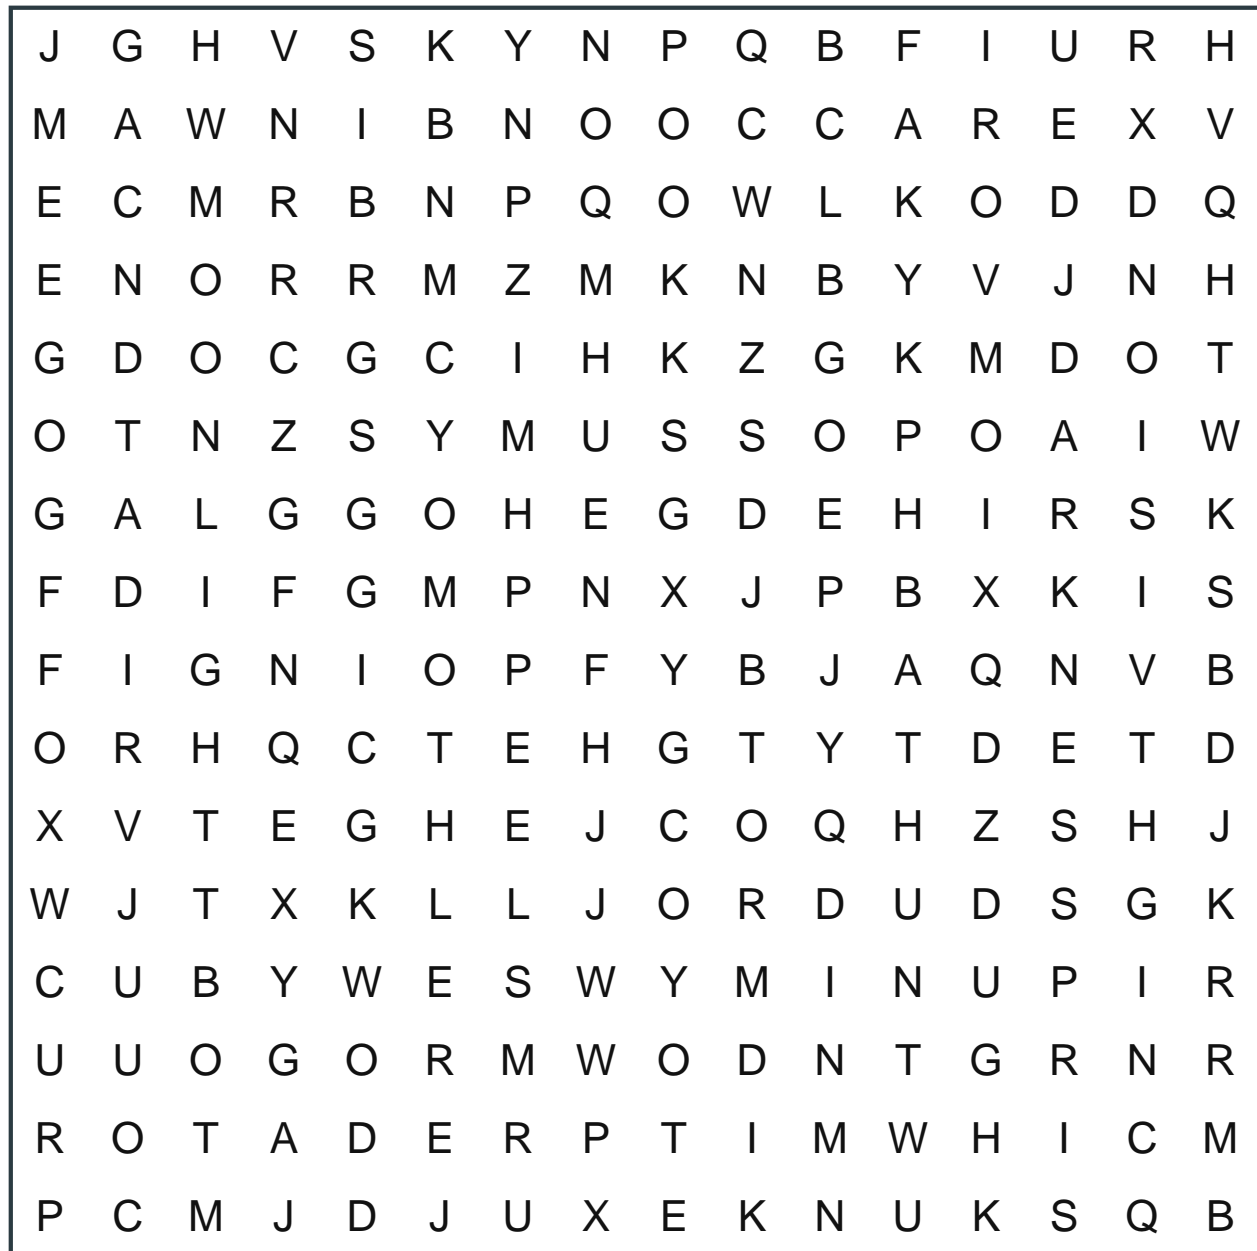 J G H V S K Y N P Q B F I U R H
M A W N I B N O O C C A R E X V
E C M R B N P Q O W L K O D D Q
E N O R R M Z M K N B Y V J N H
G D O C G C I H K Z G K M D O T
O T N Z S Y M U S S O P O A I W
G A L G G O H E G D E H I R S K
F D I F G M P N X J P B X K I S
F I G N I O P F Y B J A Q N V B
O R H Q C T E H G T Y T D E T D
X V T E G H E J C O Q H Z S H J
W J T X K L L J O R D U D S G K
C U B Y W E S W Y M I N U P I R
U U O G O R M W O D N T G R N R
R O T A D E R P T I M W H I C M
P C M J D J U X E K N U K S Q B